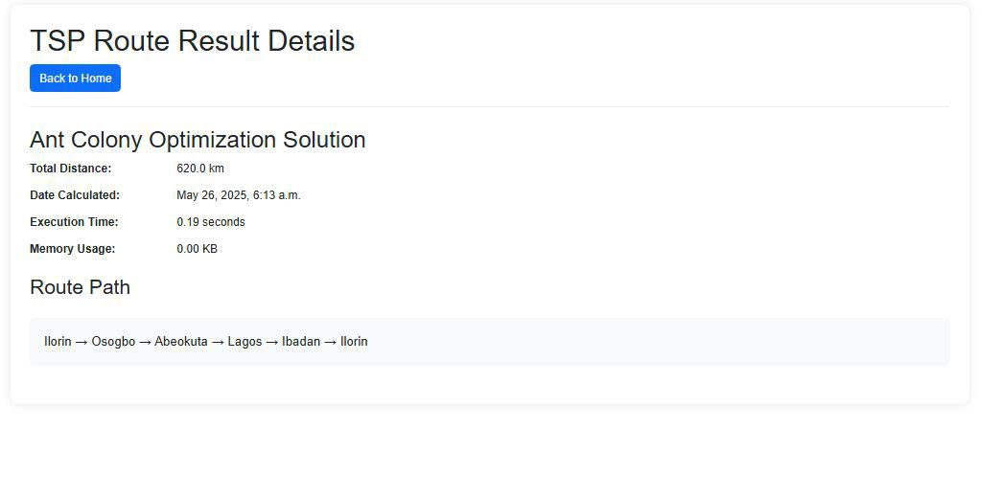 TSP Route Result Details
Back to Home
Ant Colony Optimization Solution
Total Distance: 620.0 km
Date Calculated: May 26, 2025, 6:13 a.m.
Execution Time: 0.19 seconds
Memory Usage: 0.00 KB
Route Path
Ilorin → Osogbo → Abeokuta → Lagos → Ibadan → Ilorin